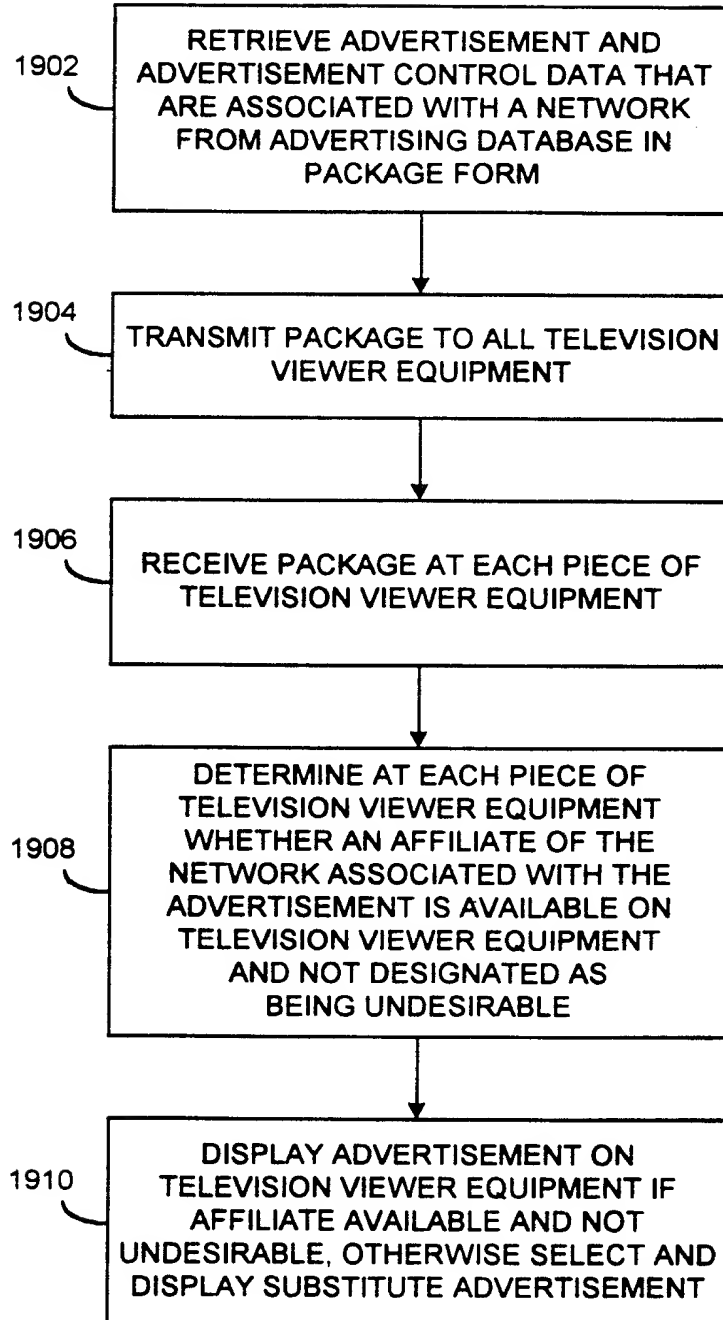 1902
RETRIEVE ADVERTISEMENT AND
ADVERTISEMENT CONTROL DATA THAT
ARE ASSOCIATED WITH A NETWORK
FROM ADVERTISING DATABASE IN
PACKAGE FORM
1904
TRANSMIT PACKAGE TO ALL TELEVISION
VIEWER EQUIPMENT
1906
RECEIVE PACKAGE AT EACH PIECE OF
TELEVISION VIEWER EQUIPMENT
1908
DETERMINE AT EACH PIECE OF
TELEVISION VIEWER EQUIPMENT
WHETHER AN AFFILIATE OF THE
NETWORK ASSOCIATED WITH THE
ADVERTISEMENT IS AVAILABLE ON
TELEVISION VIEWER EQUIPMENT
AND NOT DESIGNATED AS
BEING UNDESIRABLE
1910
DISPLAY ADVERTISEMENT ON
TELEVISION VIEWER EQUIPMENT IF
AFFILIATE AVAILABLE AND NOT
UNDESIRABLE, OTHERWISE SELECT AND
DISPLAY SUBSTITUTE ADVERTISEMENT